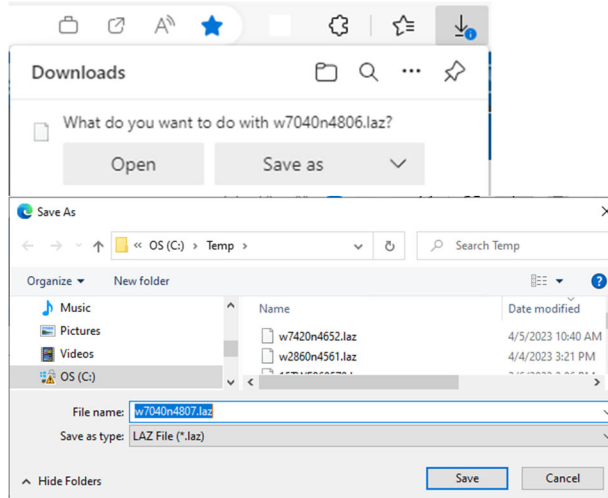 Downloads
What do you want to do with w7040n4806.laz?
Open Save as
Save As
« OS (C:) › Temp › Search Temp
Organize New folder
Music Name Date modified
Pictures w7420n4652.laz 4/5/2023 10:40 AM
Videos w2860n4561.laz 4/4/2023 3:21 PM
OS (C:)
File name: w7040n4807.laz
Save as type: LAZ File (*.laz)
Hide Folders Save Cancel